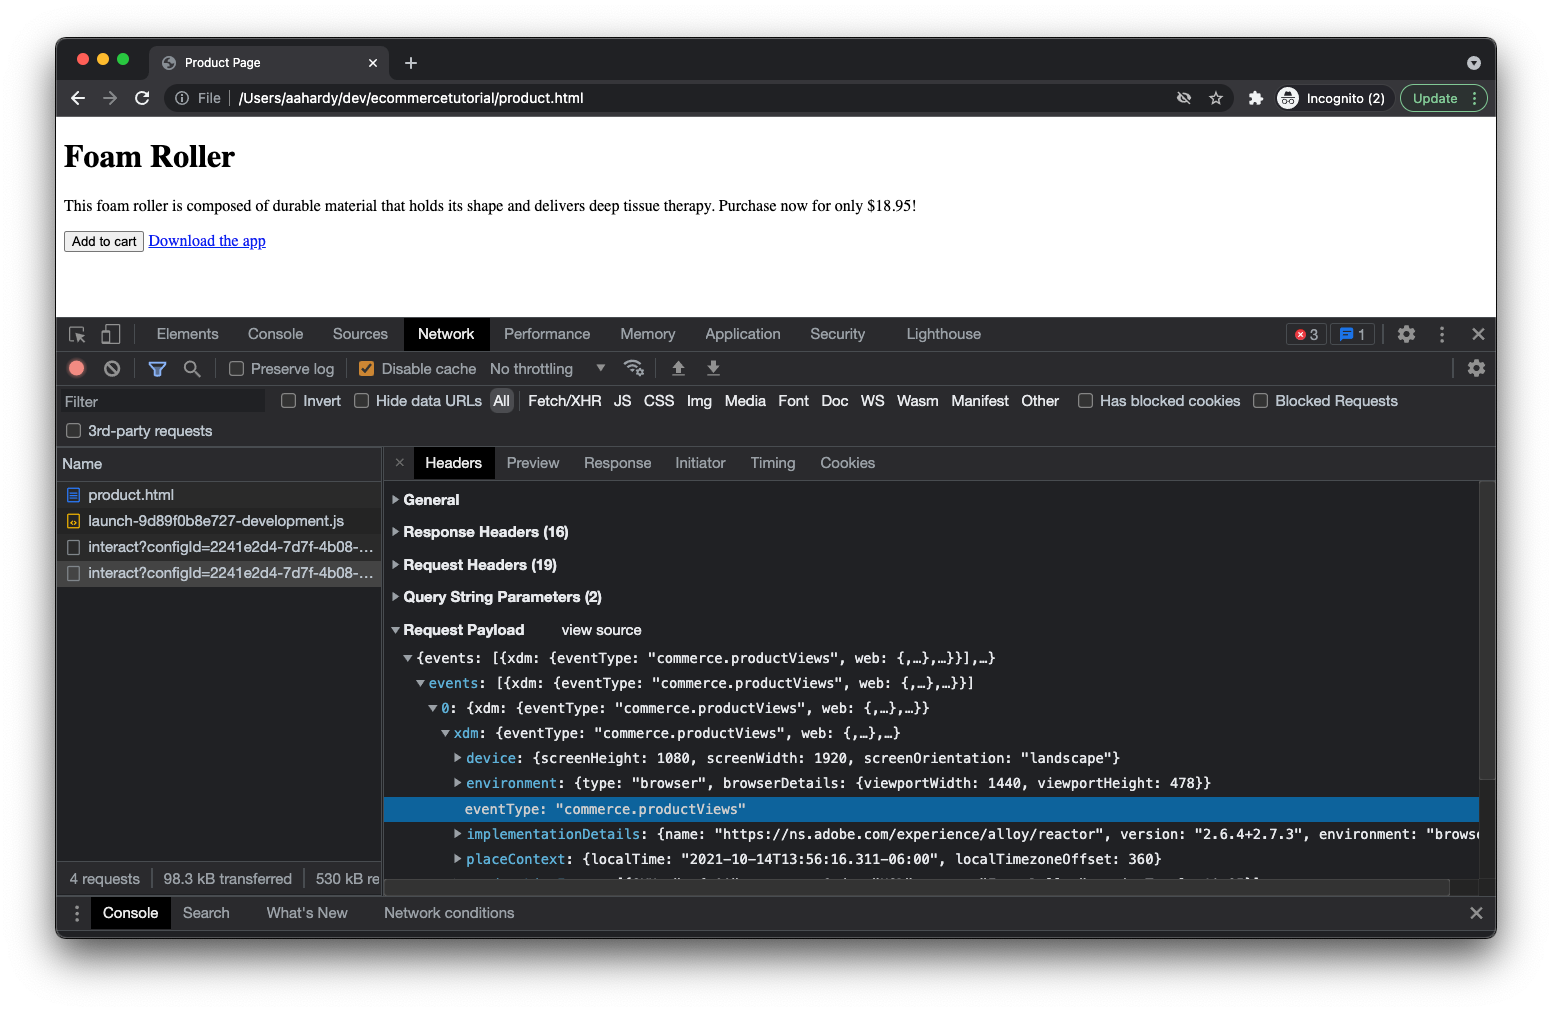 Product Page
File /Users/aahardy/dev/ecommercetutorial/product.html Incognito (2) Update
Foam Roller
This foam roller is composed of durable material that holds its shape and delivers deep tissue therapy. Purchase now for only $18.95!
Add to cart Download the app
Elements Console Sources Network Performance Memory Application Security Lighthouse 3 1
Preserve log Disable cache No throttling
Filter Invert Hide data URLs All Fetch/XHR JS CSS Img Media Font Doc WS Wasm Manifest Other Has blocked cookies Blocked Requests
3rd-party requests
Name
product.html
launch-9d89f0b8e727-development.js
interact?configId=2241e2d4-7d7f-4b08-...
interact?configId=2241e2d4-7d7f-4b08-...
4 requests 98.3 kB transferred 530 kB re
Headers Preview Response Initiator Timing Cookies
General
Response Headers (16)
Request Headers (19)
Query String Parameters (2)
Request Payload view source
{events: [{xdm: {eventType: "commerce.productViews", web: {,…},…}}],…}
events: [{xdm: {eventType: "commerce.productViews", web: {,…},…}}]
0: {xdm: {eventType: "commerce.productViews", web: {,…},…}}
xdm: {eventType: "commerce.productViews", web: {,…},…}
device: {screenHeight: 1080, screenWidth: 1920, screenOrientation: "landscape"}
environment: {type: "browser", browserDetails: {viewportWidth: 1440, viewportHeight: 478}}
eventType: "commerce.productViews"
implementationDetails: {name: "https://ns.adobe.com/experience/alloy/reactor", version: "2.6.4+2.7.3", environment: "browse
placeContext: {localTime: "2021-10-14T13:56:16.311-06:00", localTimezoneOffset: 360}
Console Search What's New Network conditions